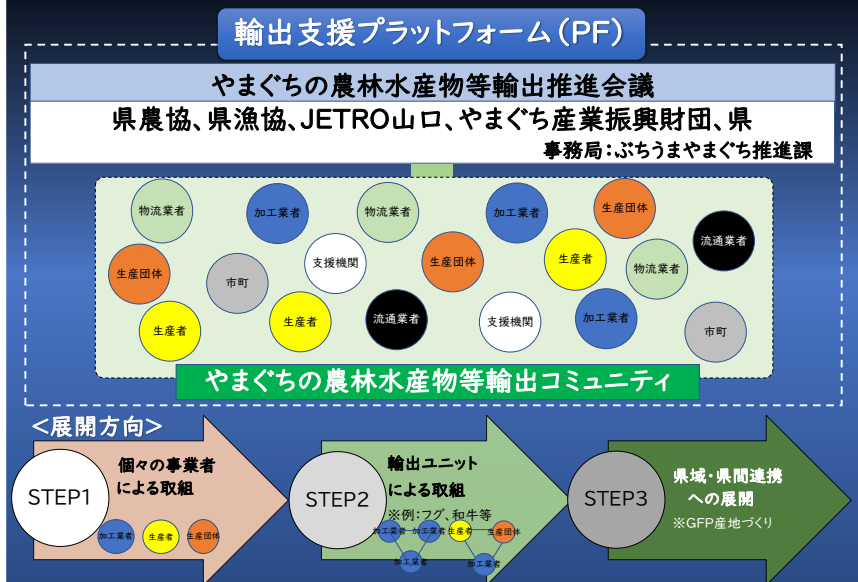 輸出支援プラットフォーム(PF)
やまぐちの農林水産物等輸出推進会議
県農協、県漁協、JETRO山口、やまぐち産業振興財団、県
事務局:ぶちうまやまぐち推進課
物流業者
加工業者
物流業者
加工業者
生産団体
流通業者
生産団体
市町
支援機関
生産団体
生産者
物流業者
生産者
生産者
流通業者
支援機関
加工業者
市町
やまぐちの農林水産物等輸出コミュニティ
<展開方向>
STEP1
個々の事業者
による取組
加工業者
生産者
生産団体
STEP2
輸出ユニット
による取組
※例:フグ、和牛等
加工業者
加工業者
生産者
生産団体
加工業者
加工業者
STEP3
県域・県間連携
への展開
※GFP産地づくり